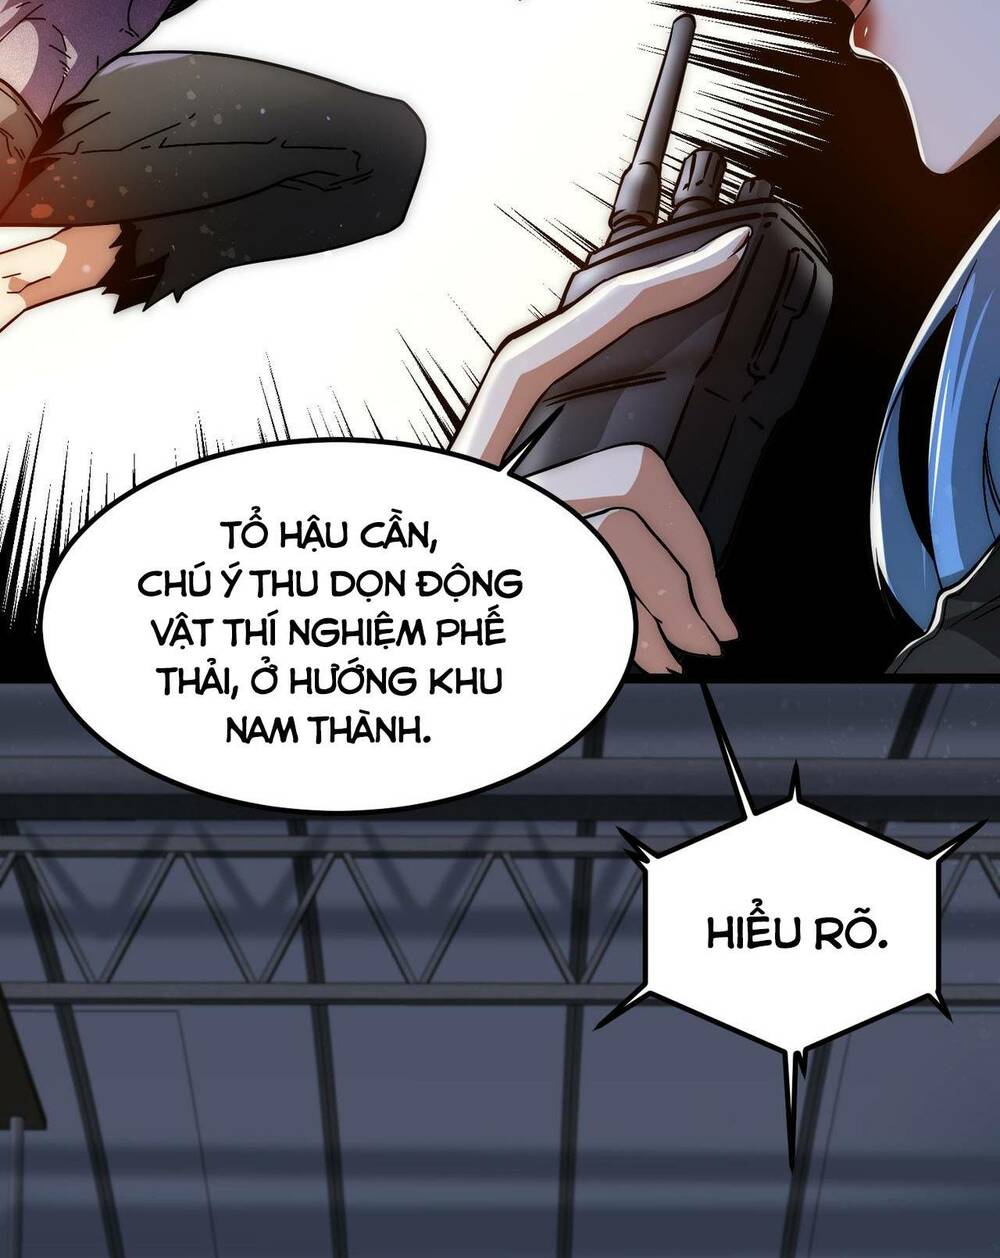 TỔ HẬU CẦN,
CHÚ Ý THU DỌN ĐỘNG
VẬT THÍ NGHIỆM PHẾ
THẢI, Ở HƯỚNG KHU
NAM THÀNH.
HIỂU RÕ.